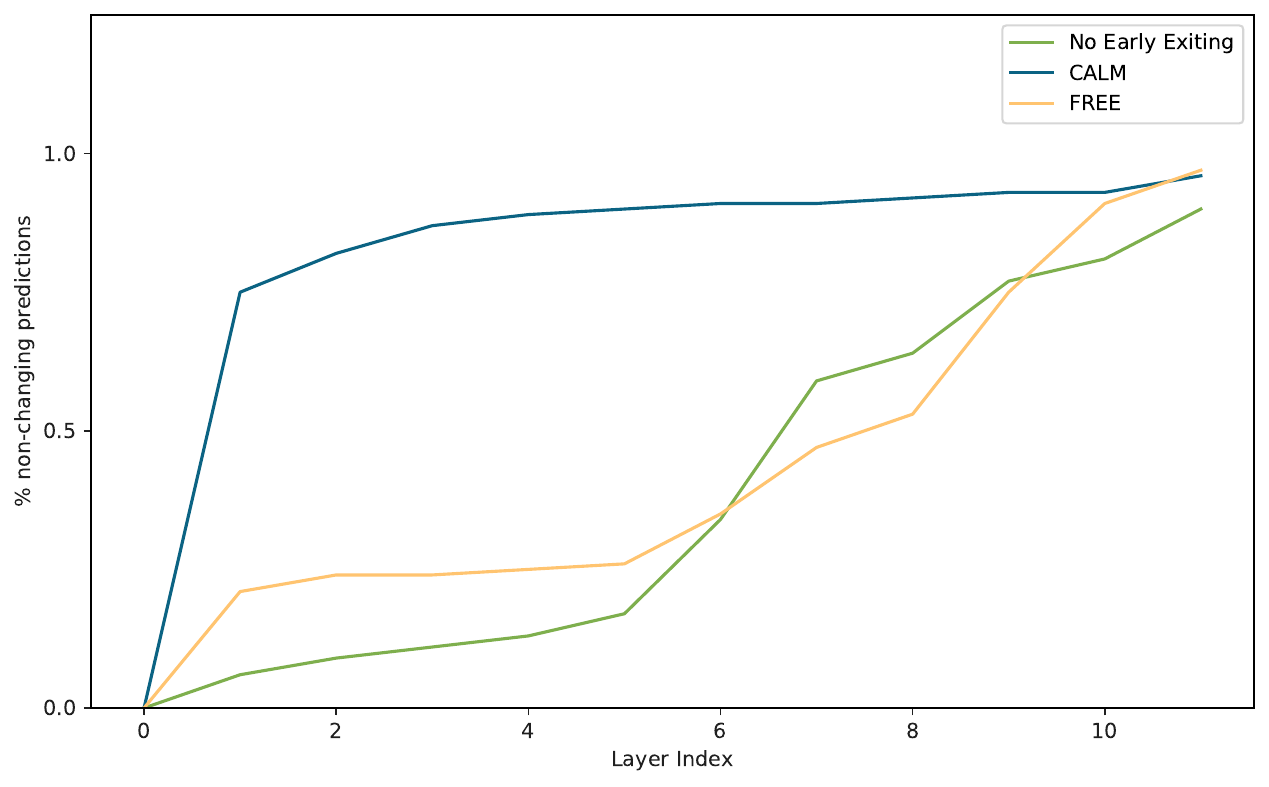 No Early Exiting
CALM
FREE
1.0
0.5
0.0
% non-changing predictions
0 2 4 6 8 10
Layer Index